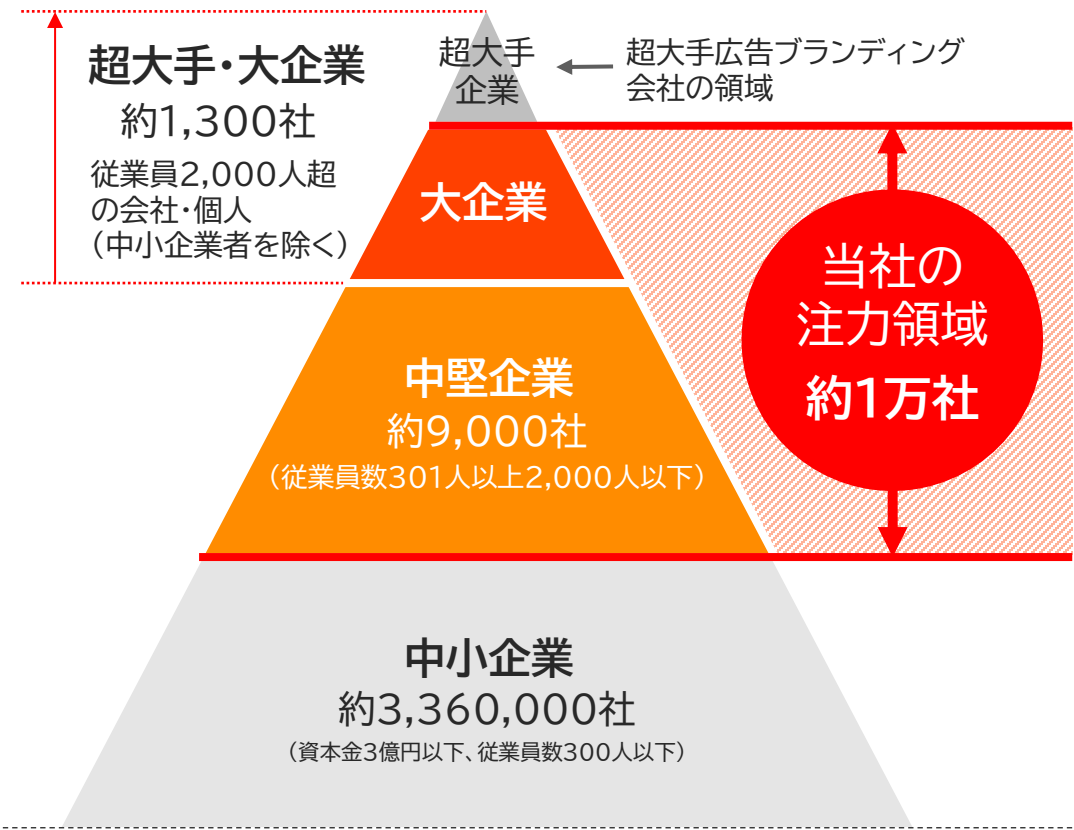 超大手・大企業
約1,300社
従業員2,000人超
の会社・個人
（中小企業者を除く）
超大手
企業
超大手広告ブランディング
会社の領域
大企業
当社の
注力領域
約1万社
中堅企業
約9,000社
（従業員数301人以上2,000人以下）
中小企業
約3,360,000社
（資本金3億円以下、従業員数300人以下）